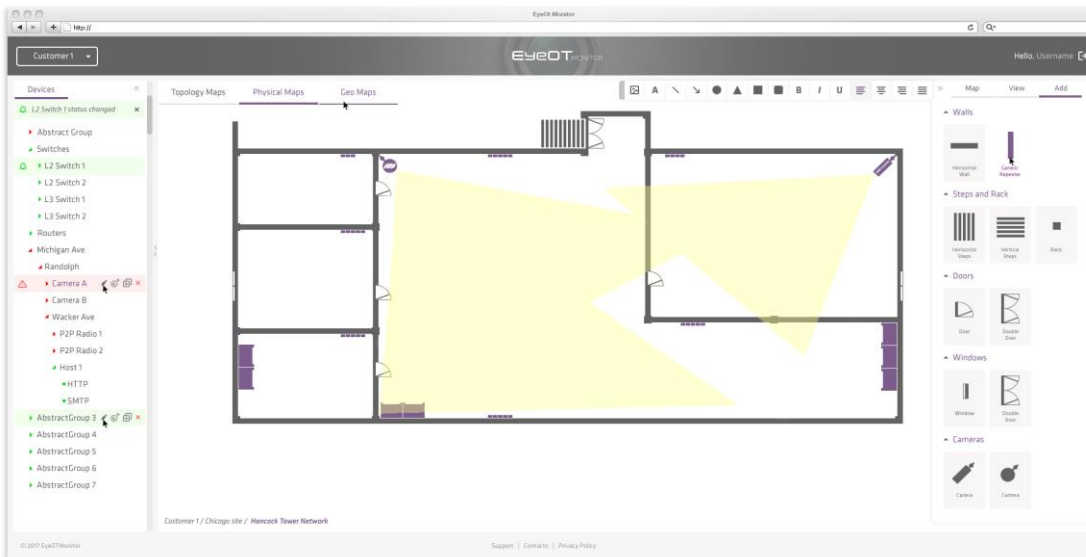 EyeOt Monitor
http://
Q
Customer1
EyeOT MONITOR
Hello, Username
Devices
Topology Maps
Physical Maps
Geo Maps
A
B
I
U
Map
View
Add
L2 Switch 1 status changed
Abstract Group
Switches
L2 Switch 1
L2 Switch 2
L3 Switch 1
L3 Switch 2
Routers
Michigan Ave
Randolph
Camera A
Camera B
Wacker Ave
P2P Radio 1
P2P Radio 2
Host 1
HTTP
SMTP
AbstractGroup 3
AbstractGroup 4
AbstractGroup 5
AbstractGroup 6
AbstractGroup 7
Walls
Horizontal
Wall
Generic
Repeater
Steps and Rack
Horizontal
Steps
Vertical
Steps
Rack
Doors
Door
Double
Door
Windows
Window
Double
Door
Cameras
Camera
Camera
Customer 1 / Chicago site / Hancock Tower Network
© 2017 EyeOTMonitor
Support | Contacts | Privacy Policy